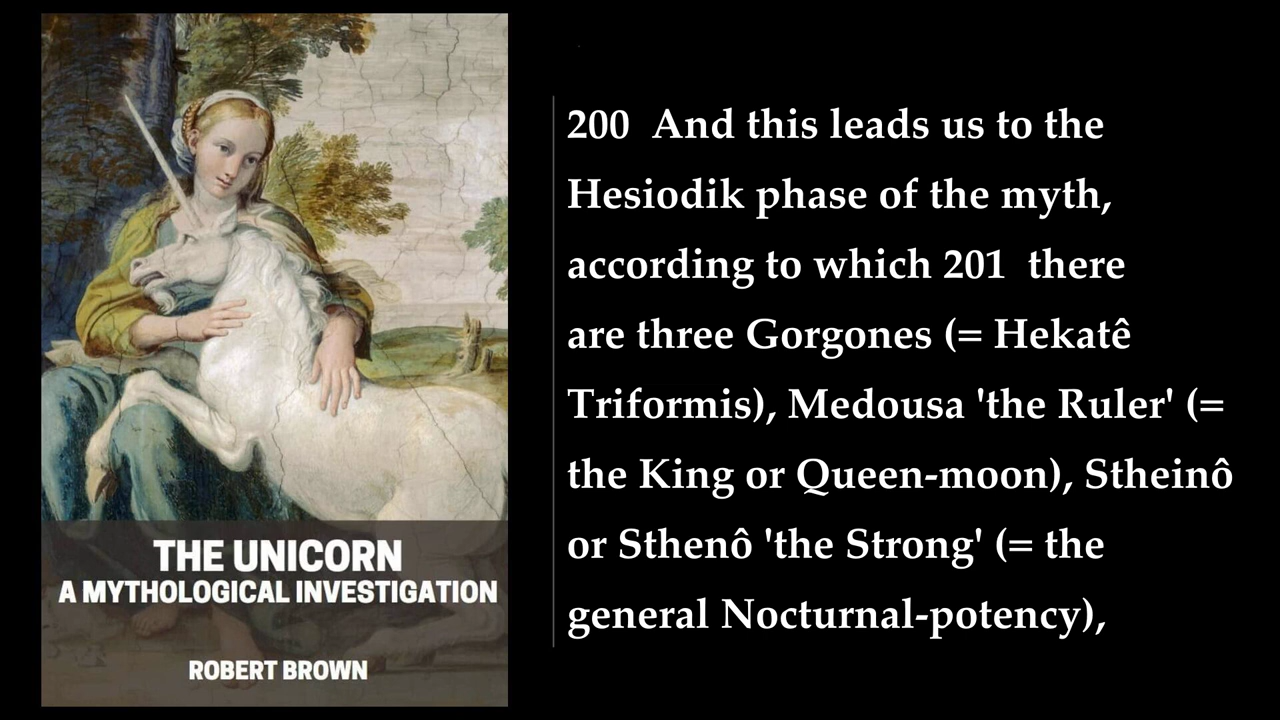 THE UNICORN
A MYTHOLOGICAL INVESTIGATION
ROBERT BROWN
200  And this leads us to the
Hesiodik phase of the myth,
according to which 201  there
are three Gorgones (= Hekatê
Triformis), Medousa 'the Ruler' (=
the King or Queen-moon), Stheinô
or Sthenô 'the Strong' (= the
general Nocturnal-potency),